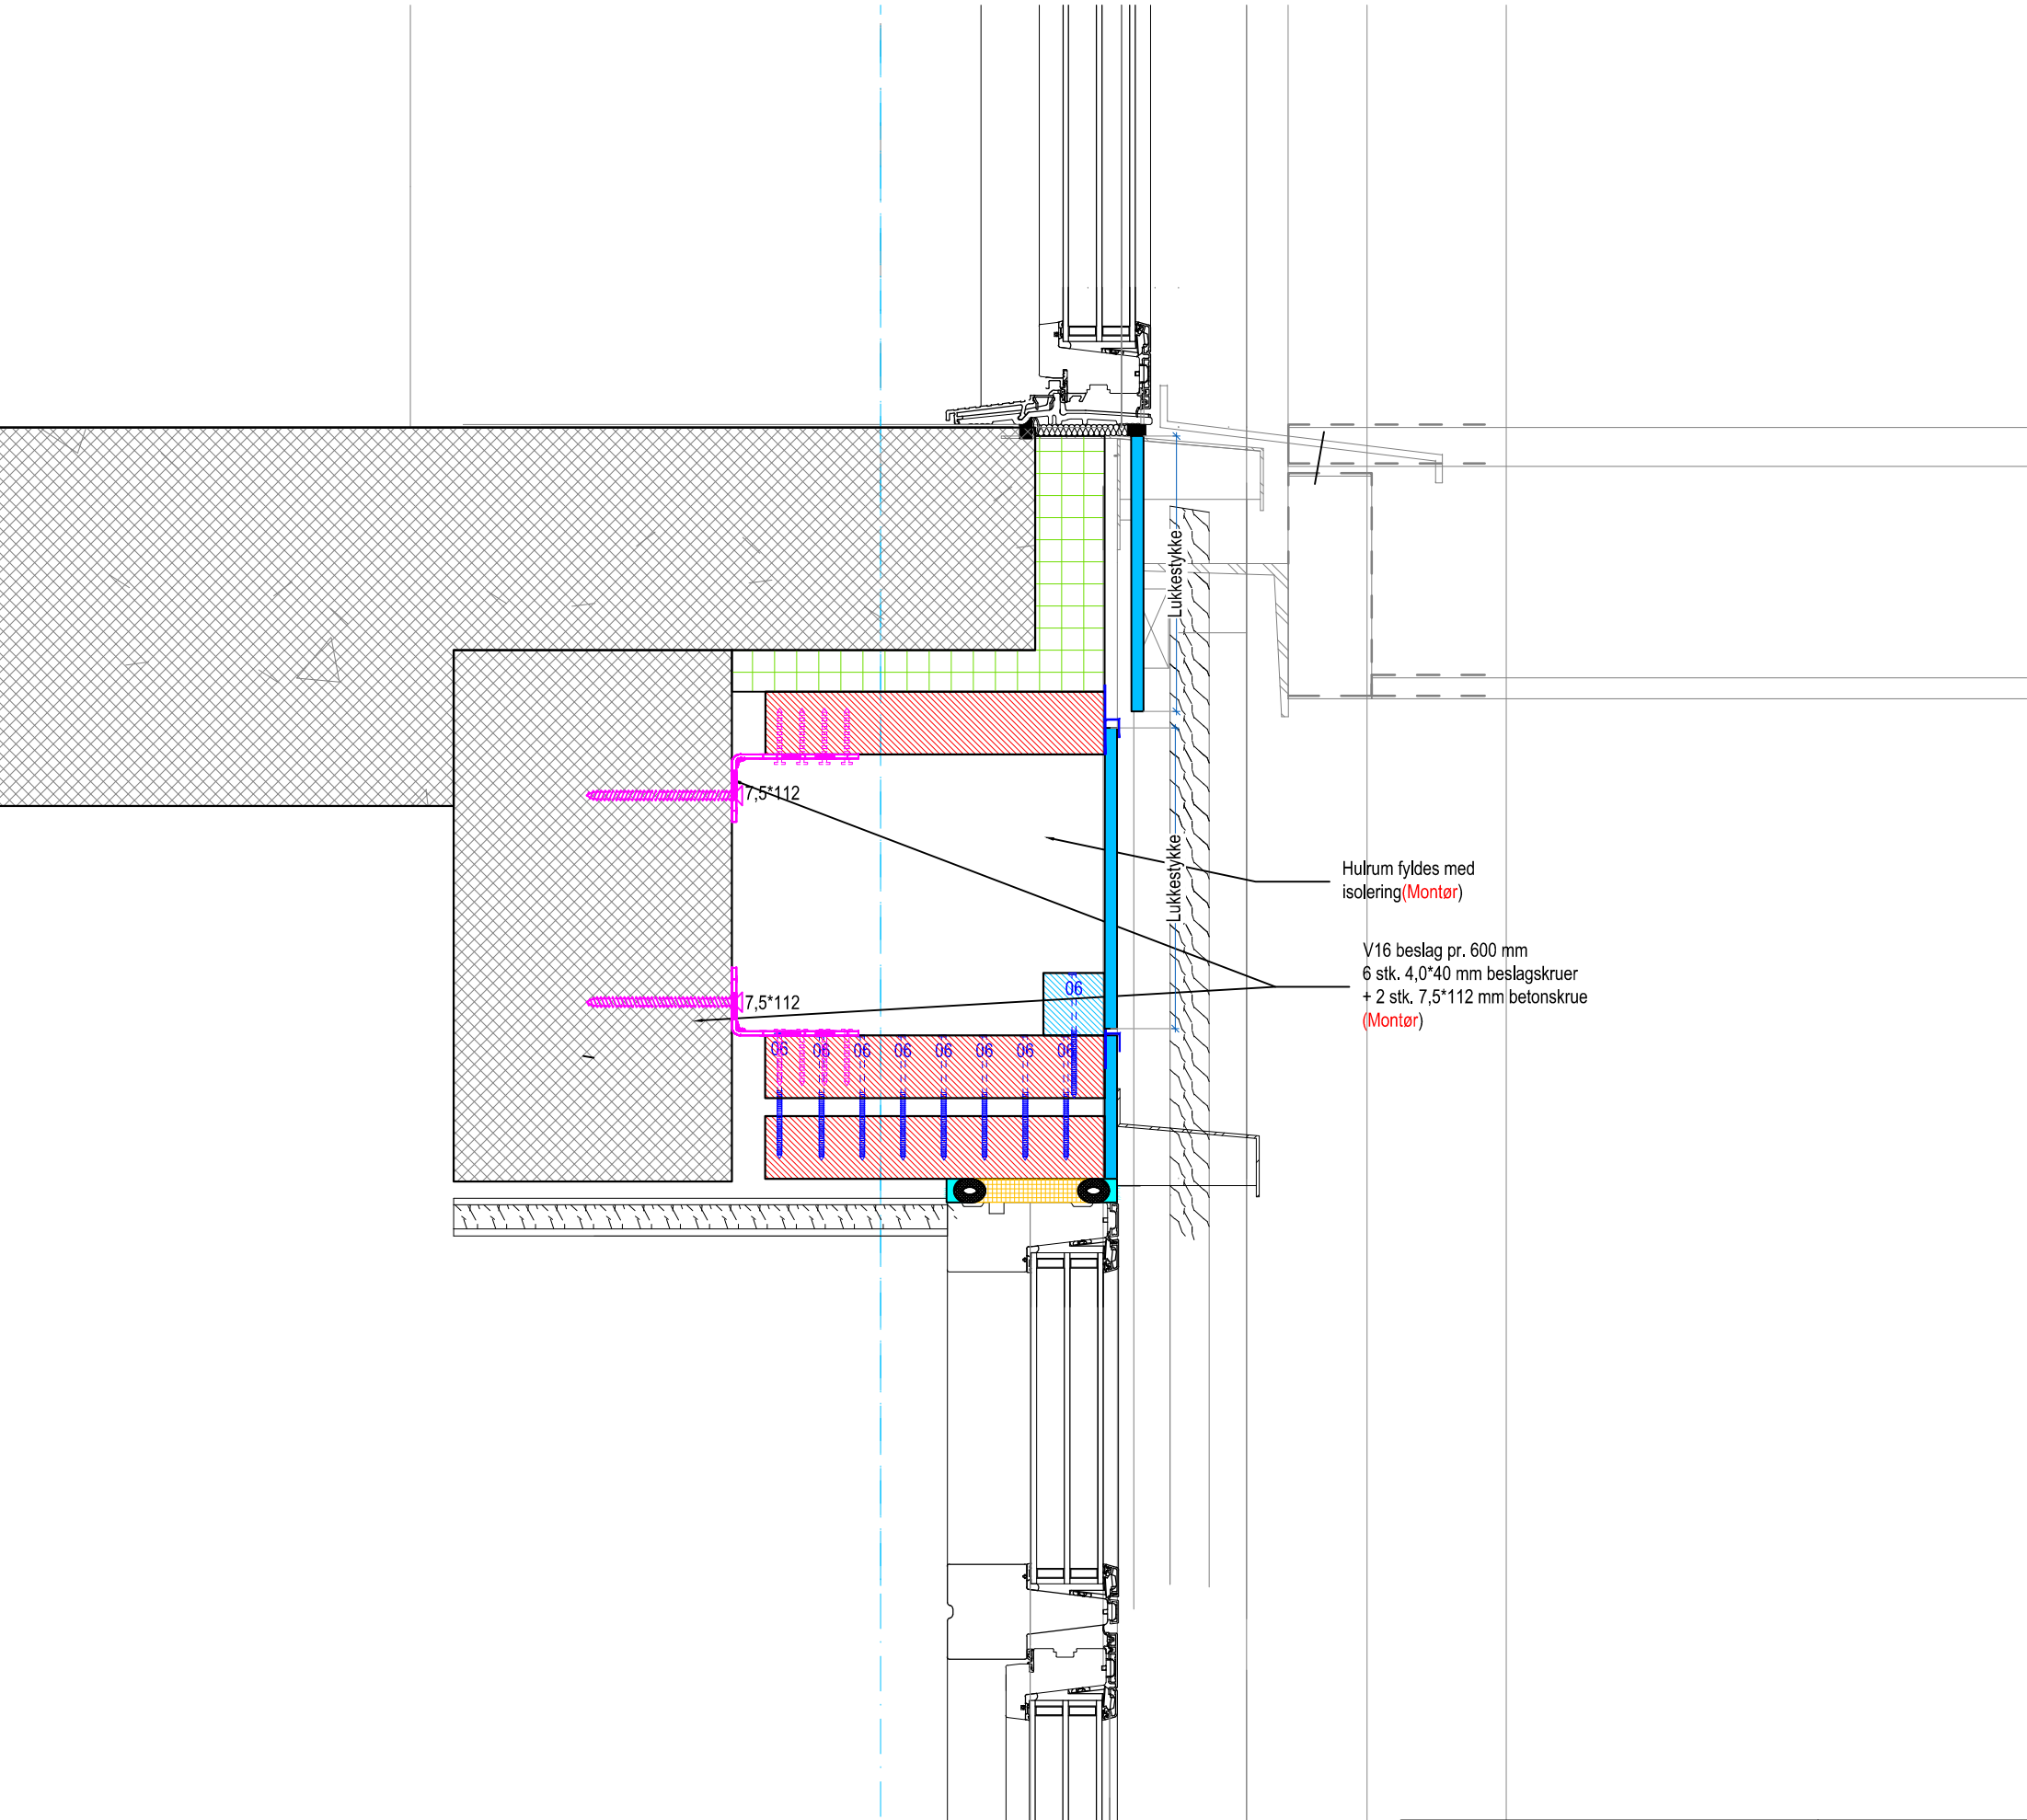 Lukkestykke
7,5*112
Lukkestykke
Hulrum fyldes med
isolering(Montør)
V16 beslag pr. 600 mm
6 stk. 4,0*40 mm beslagskruer
+ 2 stk. 7,5*112 mm betonskrue
(Montør)
06
7,5*112
06 06 06 06 06 06 06 06